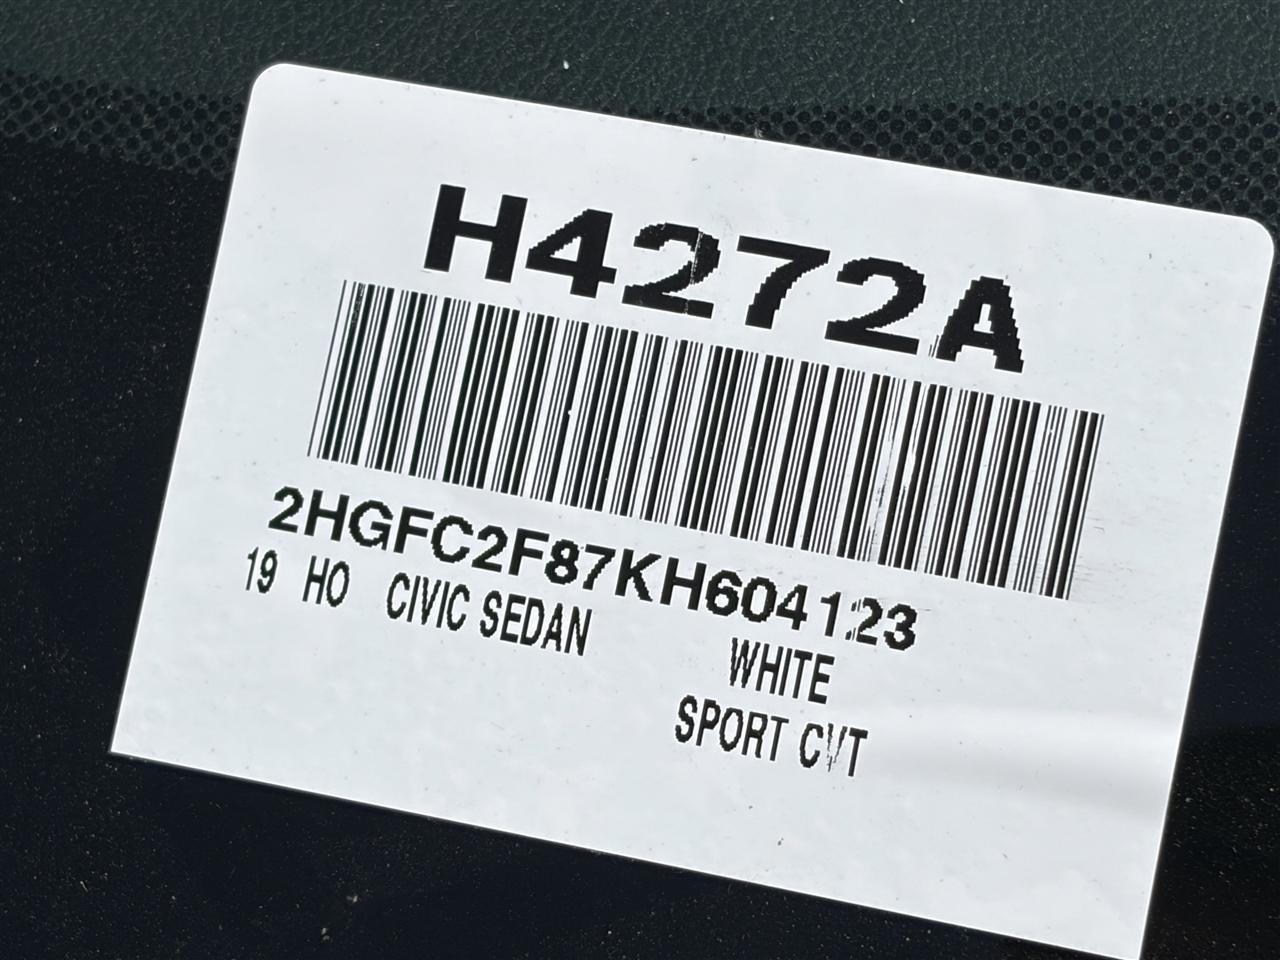 H4272A
2HGFC2F87KH604123
19 HO CIVIC SEDAN
WHITE
SPORT CVT